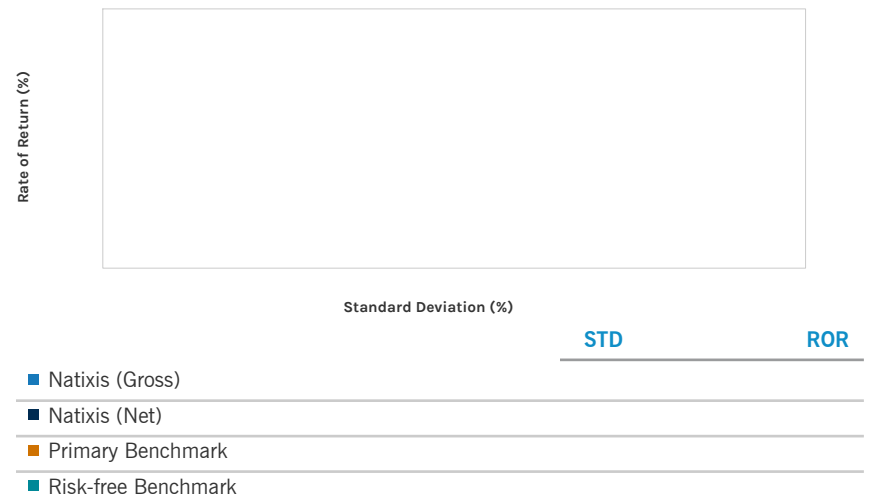 Rate of Return (%)
Standard Deviation (%)
STD ROR
Natixis (Gross)
Natixis (Net)
Primary Benchmark
Risk-free Benchmark